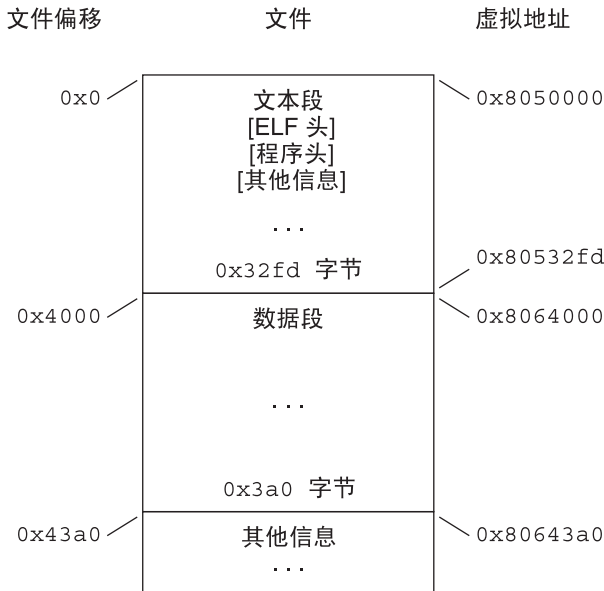 文件偏移 文件 虚拟地址
0x0 文本段 0x8050000
[ELF 头]
[程序头]
[其他信息]
...
0x80532fd
0x32fd 字节
0x4000 数据段 0x8064000
...
0x3a0 字节
0x43a0 其他信息 0x80643a0
...